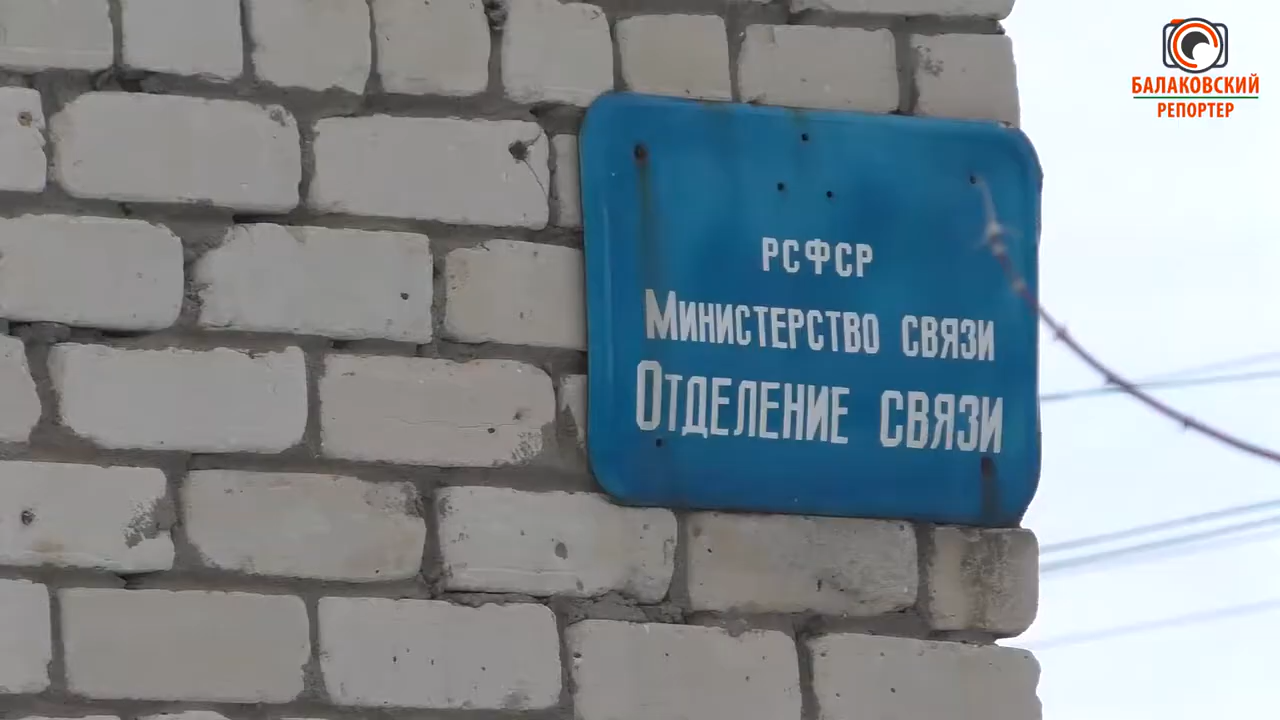 БАЛАКОВСКИЙ
РЕПОРТЕР
РСФСР
Министерство связи
Отделение связи